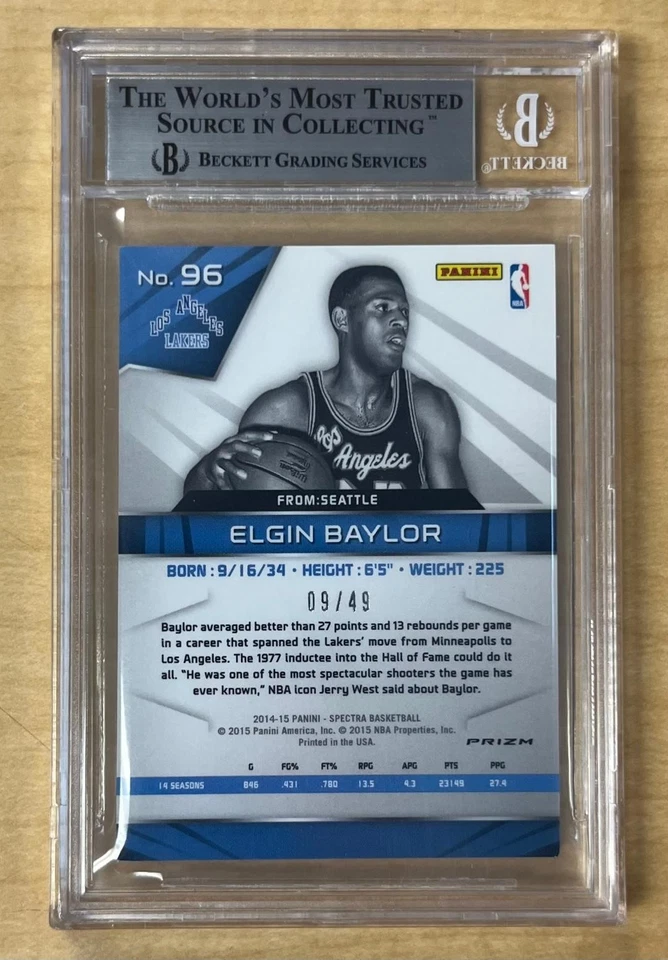 THE WORLD'S MOST TRUSTED
SOURCE IN COLLECTING™
B BECKETT GRADING SERVICES
B
BECKETT®
No. 96
LOS ANGELES
LAKERS
PANINI
NBA
Los
Angeles
Wilson
FROM:SEATTLE
ELGIN BAYLOR
BORN : 9/16/34 • HEIGHT : 6'5" • WEIGHT : 225
09/49
Baylor averaged better than 27 points and 13 rebounds per game
in a career that spanned the Lakers' move from Minneapolis to
Los Angeles. The 1977 inductee into the Hall of Fame could do it
all. "He was one of the most spectacular shooters the game has
ever known," NBA icon Jerry West said about Baylor.
2014-15 PANINI - SPECTRA BASKETBALL
© 2015 Panini America, Inc. © 2015 NBA Properties, Inc.
Printed in the USA.
PRIZM
G FG% FT% RPG APG PTS PPG
14 SEASONS 846 .431 .780 13.5 4.3 23149 27.4